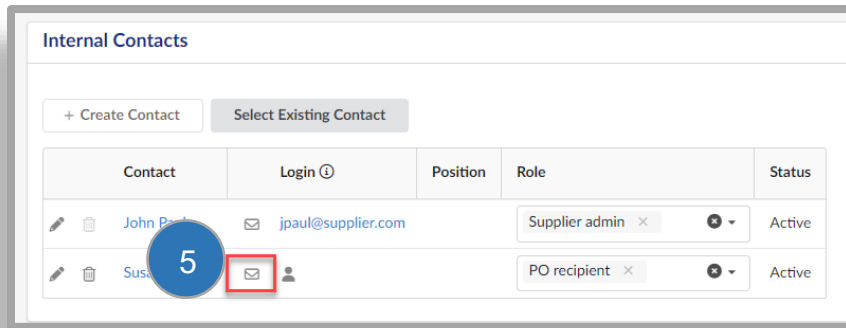 Internal Contacts
+ Create Contact Select Existing Contact
Contact Login Position Role Status
John jpaul@supplier.com Supplier admin × Active
5 PO recipient × Active